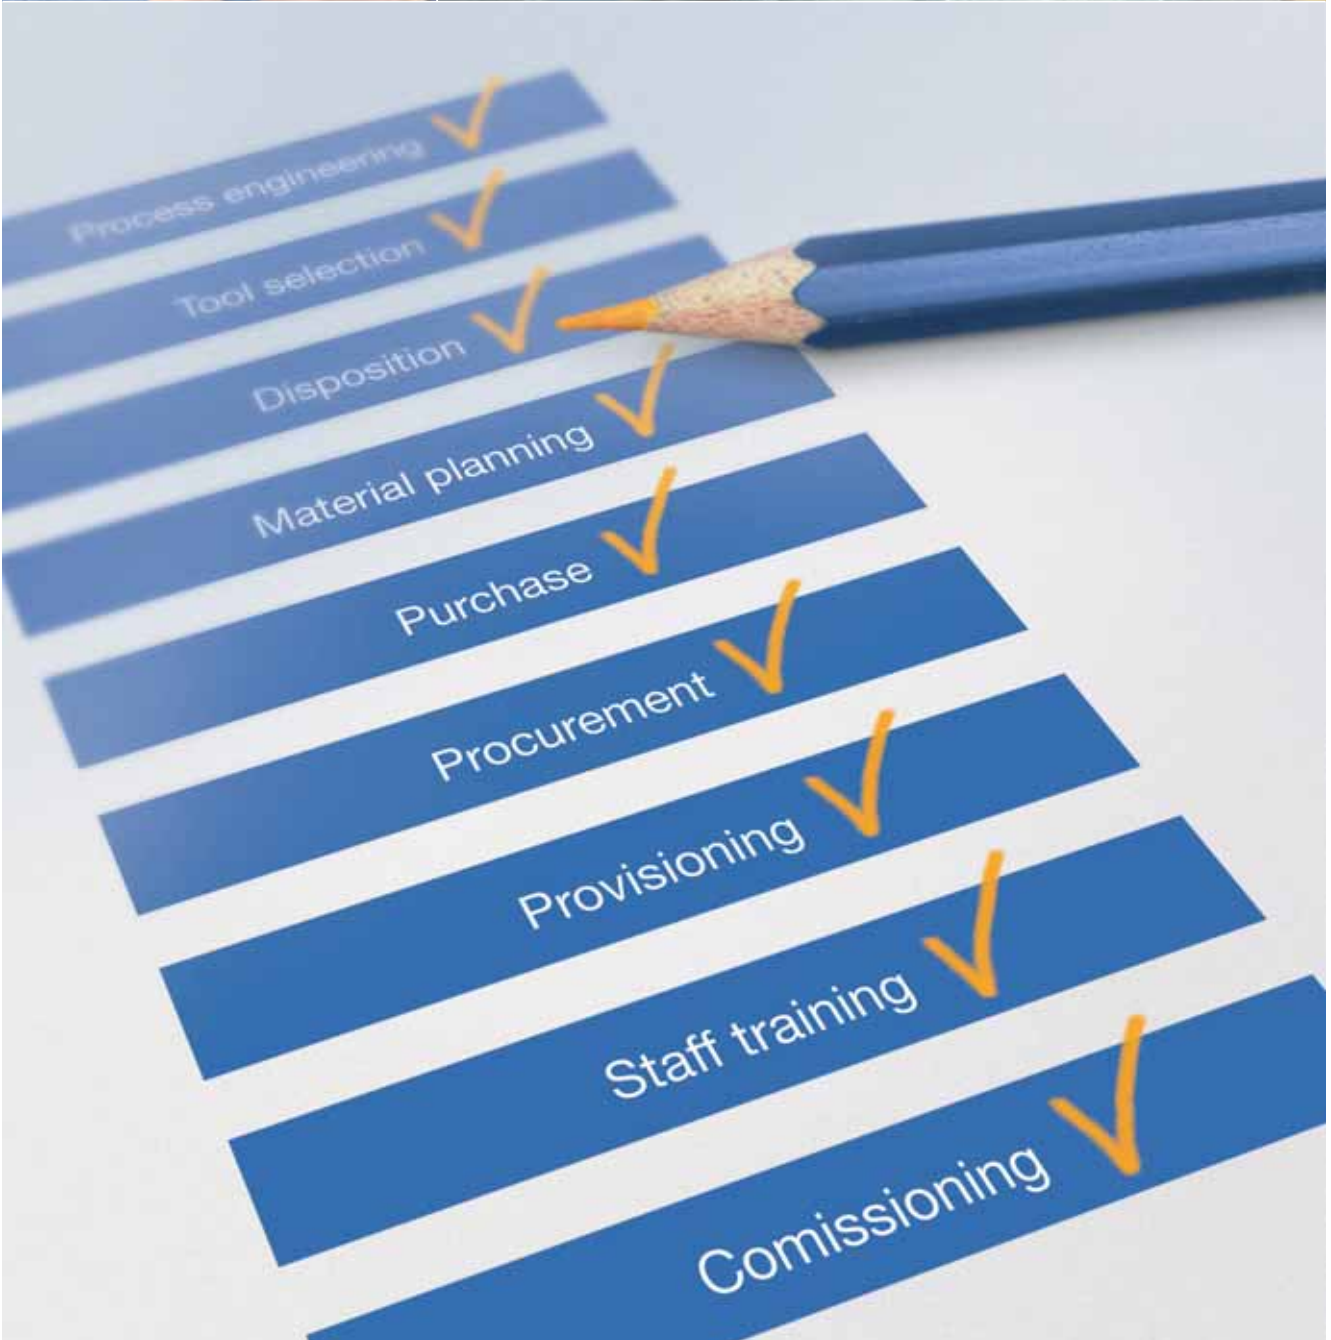 Process engineering
Tool selection
Disposition
Material planning
Purchase
Procurement
Provisioning
Staff training
Comissioning